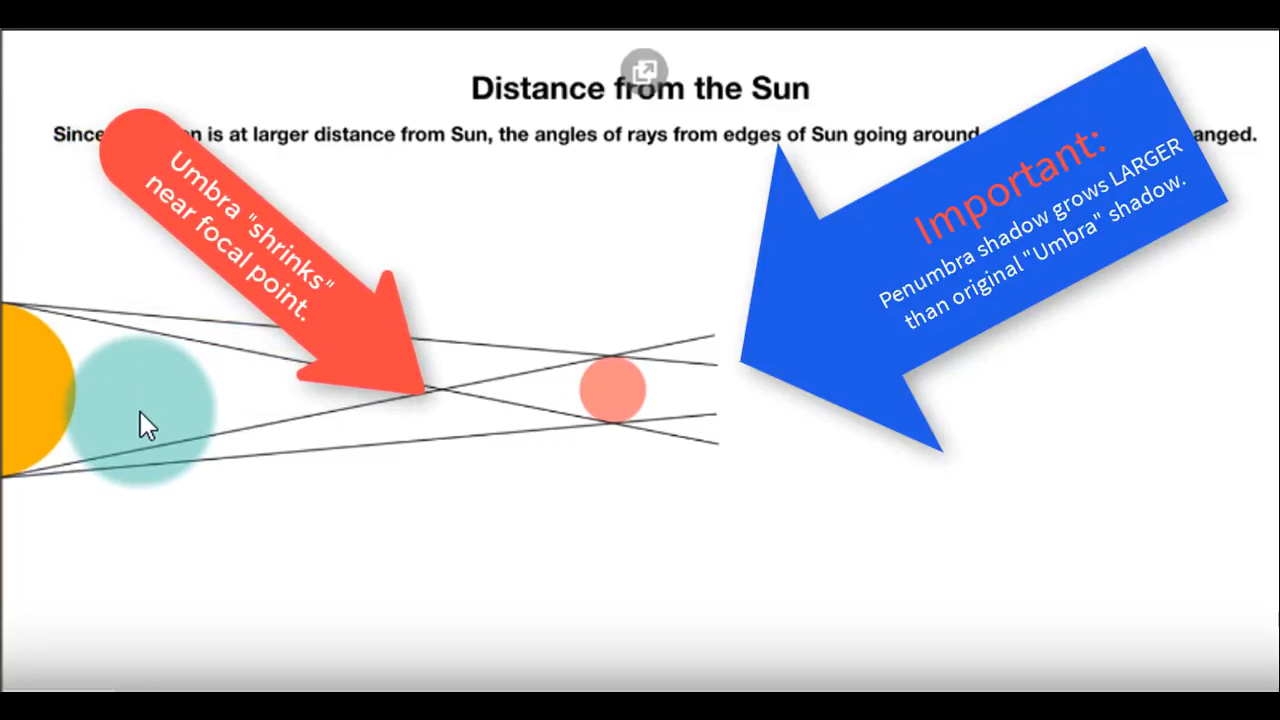 Distance from the Sun
Since is at larger distance from Sun, the angles of rays from edges of Sun going around
Umbra "shrinks"
near focal point.
Important:
Penumbra shadow grows LARGER
than original "Umbra" shadow.